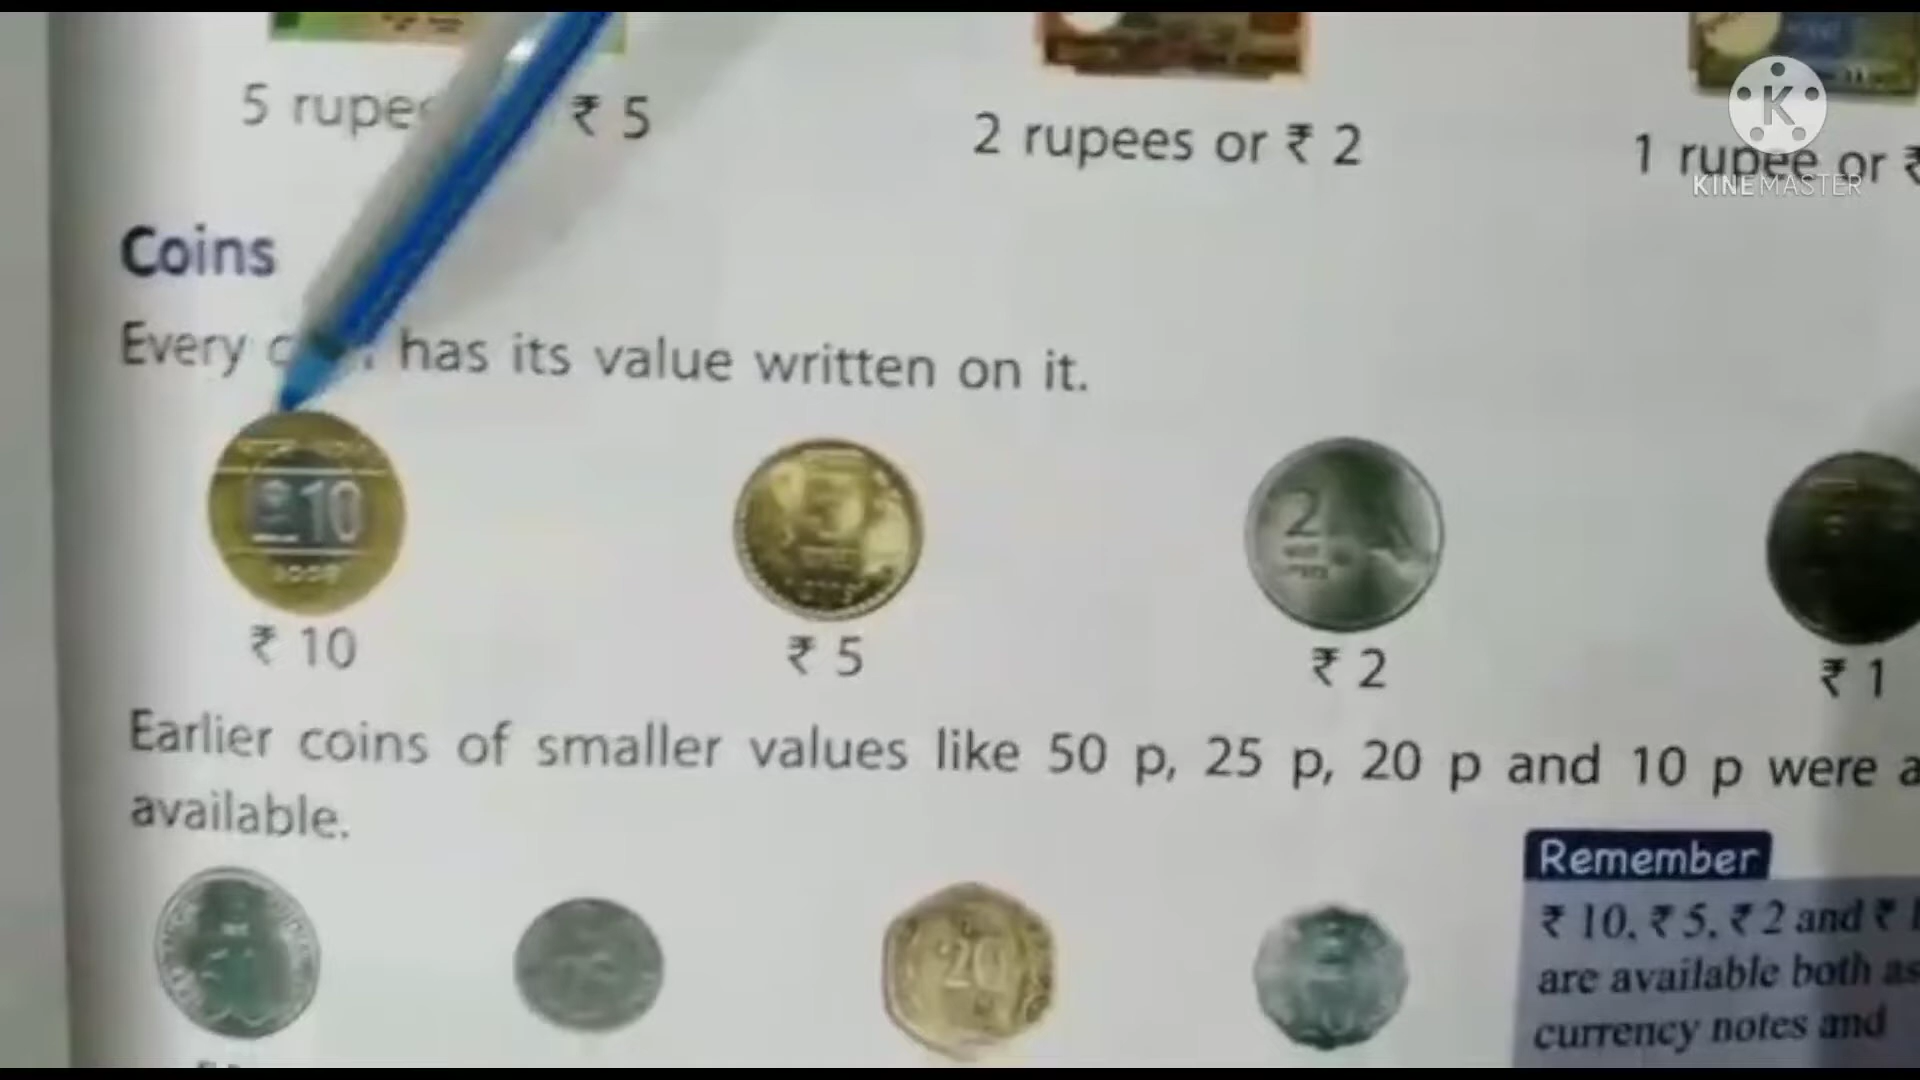 5 ₹ 5
2 rupees or ₹ 2
1 rupee or ₹
K
KINEMASTER
Coins
Every has its value written on it.
10
2
₹ 10
₹ 5
₹ 2
₹ 1
Earlier coins of smaller values like 50 p, 25 p, 20 p and 10 p were
available.
20
Remember
₹ 10, ₹ 5, ₹ 2 and ₹
are available both as
currency notes and